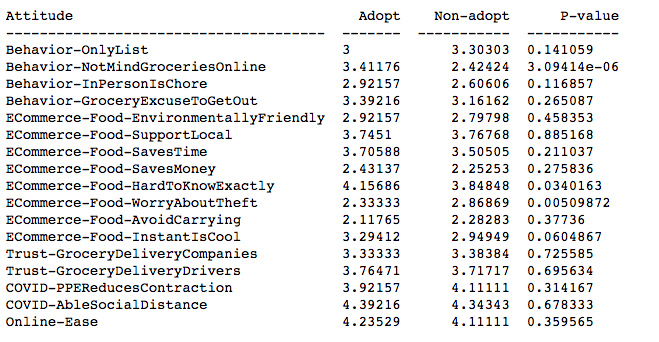 Attitude                               Adopt    Non-adopt      P-value
-----------------------------------  -------  -----------  -----------
Behavior-OnlyList                    3            3.30303  0.141059
Behavior-NotMindGroceriesOnline      3.41176      2.42424  3.09414e-06
Behavior-InPersonIsChore             2.92157      2.60606  0.116857
Behavior-GroceryExcuseToGetOut       3.39216      3.16162  0.265087
ECommerce-Food-EnvironmentallyFriendly  2.92157      2.79798  0.458353
ECommerce-Food-SupportLocal          3.7451       3.76768  0.885168
ECommerce-Food-SavesTime             3.70588      3.50505  0.211037
ECommerce-Food-SavesMoney            2.43137      2.25253  0.275836
ECommerce-Food-HardToKnowExactly     4.15686      3.84848  0.0340163
ECommerce-Food-WorryAboutTheft       2.33333      2.86869  0.00509872
ECommerce-Food-AvoidCarrying         2.11765      2.28283  0.37736
ECommerce-Food-InstantIsCool         3.29412      2.94949  0.0604867
Trust-GroceryDeliveryCompanies       3.33333      3.38384  0.725585
Trust-GroceryDeliveryDrivers         3.76471      3.71717  0.695634
COVID-PPEReducesContraction          3.92157      4.11111  0.314167
COVID-AbleSocialDistance             4.39216      4.34343  0.678333
Online-Ease                          4.23529      4.11111  0.359565